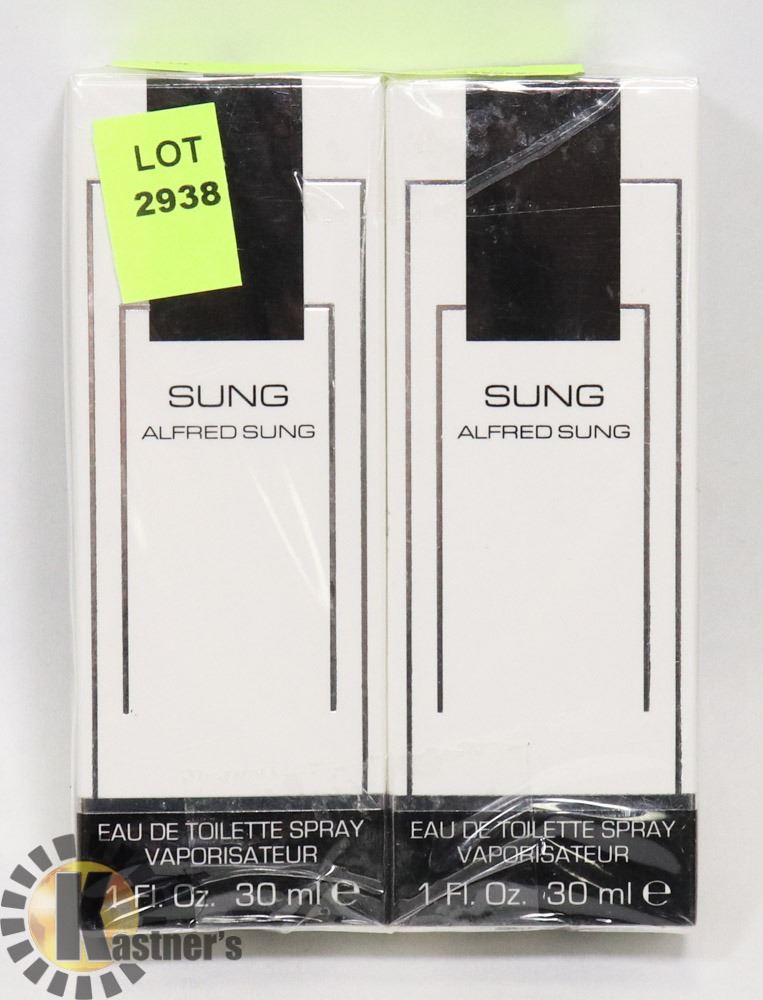 LOT
2938
SUNG
ALFRED SUNG
EAU DE TOILETTE SPRAY
VAPORISATEUR
1 Fl. Oz. 30 ml e
SUNG
ALFRED SUNG
EAU DE TOILETTE SPRAY
VAPORISATEUR
1 Fl. Oz. 30 ml e
Kastner's